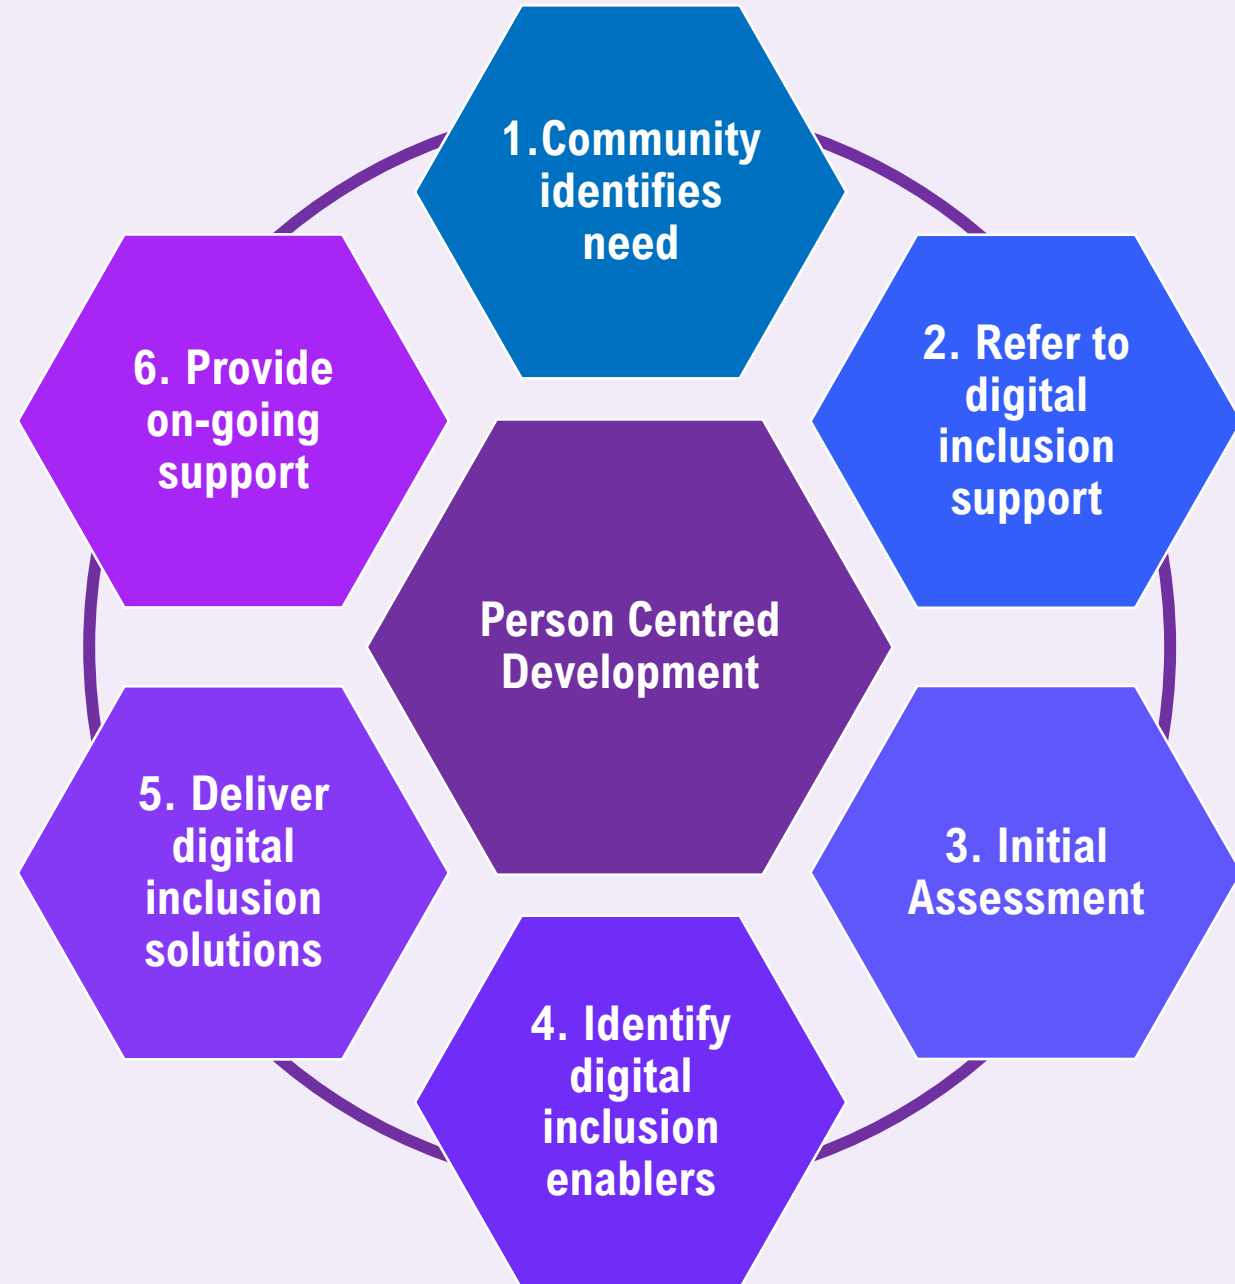 1.Community
identifies
need
2. Refer to
digital
inclusion
support
3. Initial
Assessment
4. Identify
digital
inclusion
enablers
5. Deliver
digital
inclusion
solutions
6. Provide
on-going
support
Person Centred
Development